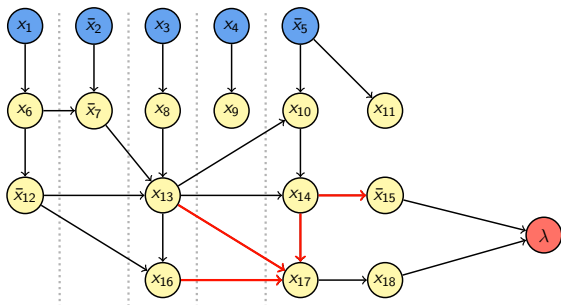 x₁ x̄₂ x₃ x₄ x̄₅
x₆ x̄₇ x₈ x₉ x₁₀ x₁₁
x̄₁₂ x₁₃ x₁₄ x̄₁₅
λ
x₁₆ x₁₇ x₁₈